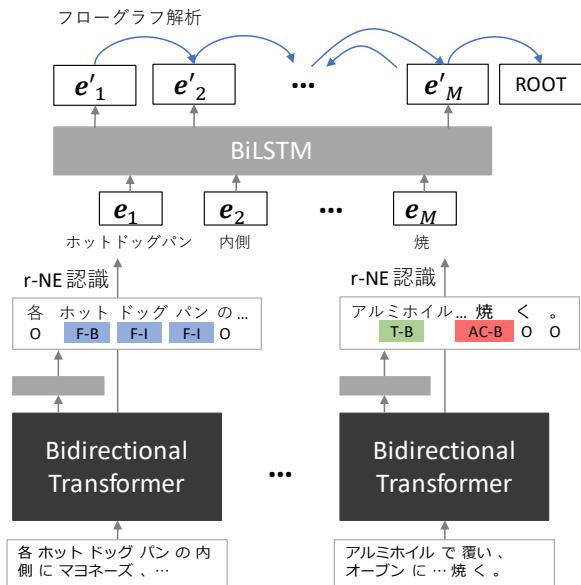 フローグラフ解析
e'1 e'2 ... e'M ROOT
BiLSTM
e1 e2 ... eM
ホットドッグパン 内側 焼
r-NE 認識 r-NE 認識
各 ホット ドッグ パン の... アルミホイル... 焼 く 。
O F-B F-I F-I O T-B AC-B O O
Bidirectional
Transformer
...
Bidirectional
Transformer
各 ホット ドッグ パン の 内
側 に マヨネーズ 、…
アルミホイル で 覆い 、
オーブン に … 焼 く 。